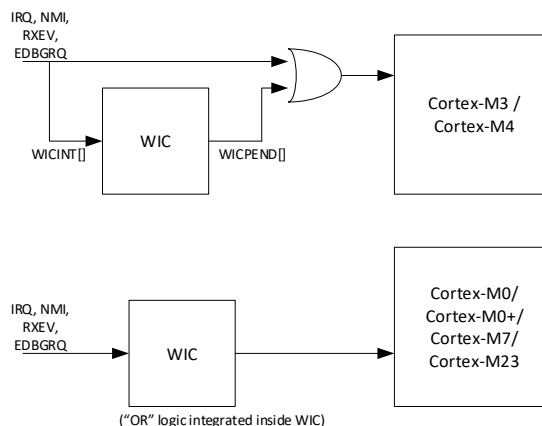 IRQ, NMI,
RXEV,
EDBGRQ
WICINT[]
WIC
WICPEND[]
Cortex-M3 /
Cortex-M4
IRQ, NMI,
RXEV,
EDBGRQ
WIC
(“OR” logic integrated inside WIC)
Cortex-M0/
Cortex-M0+/
Cortex-M7/
Cortex-M23